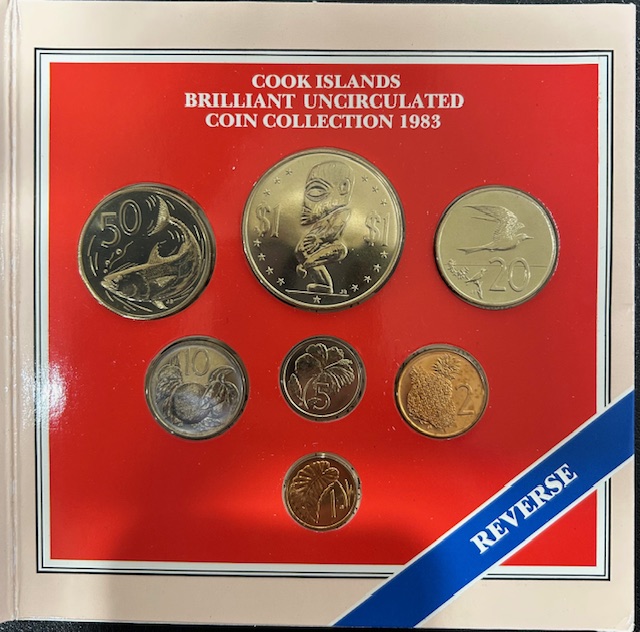 COOK ISLANDS
BRILLIANT UNCIRCULATED
COIN COLLECTION 1983
50
$1 $1
20
10
5
2
1
REVERSE